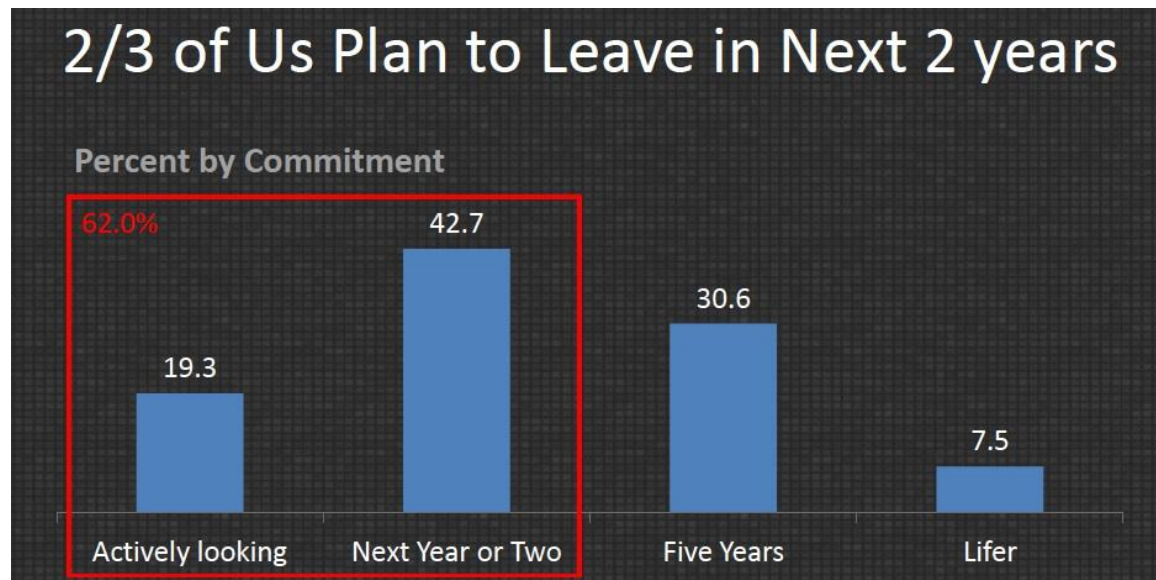 2/3 of Us Plan to Leave in Next 2 years
Percent by Commitment
62.0%
42.7
30.6
19.3
7.5
Actively looking
Next Year or Two
Five Years
Lifer